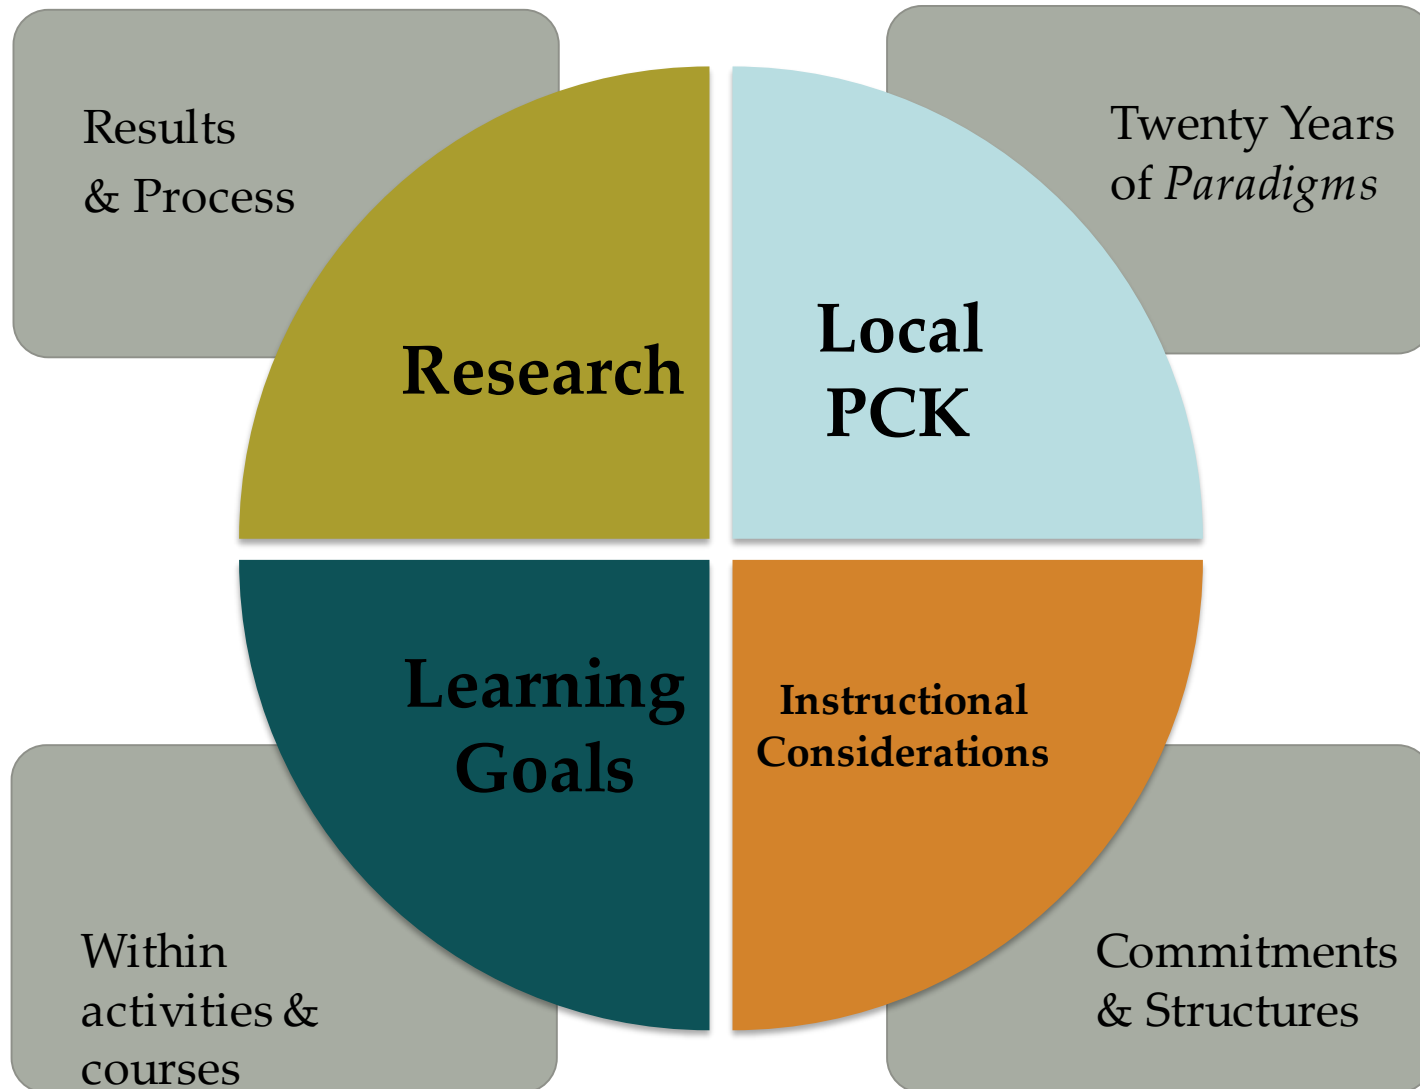 Results
& Process
Twenty Years
of Paradigms
Research
Local
PCK
Learning
Goals
Instructional
Considerations
Within
activities &
courses
Commitments
& Structures